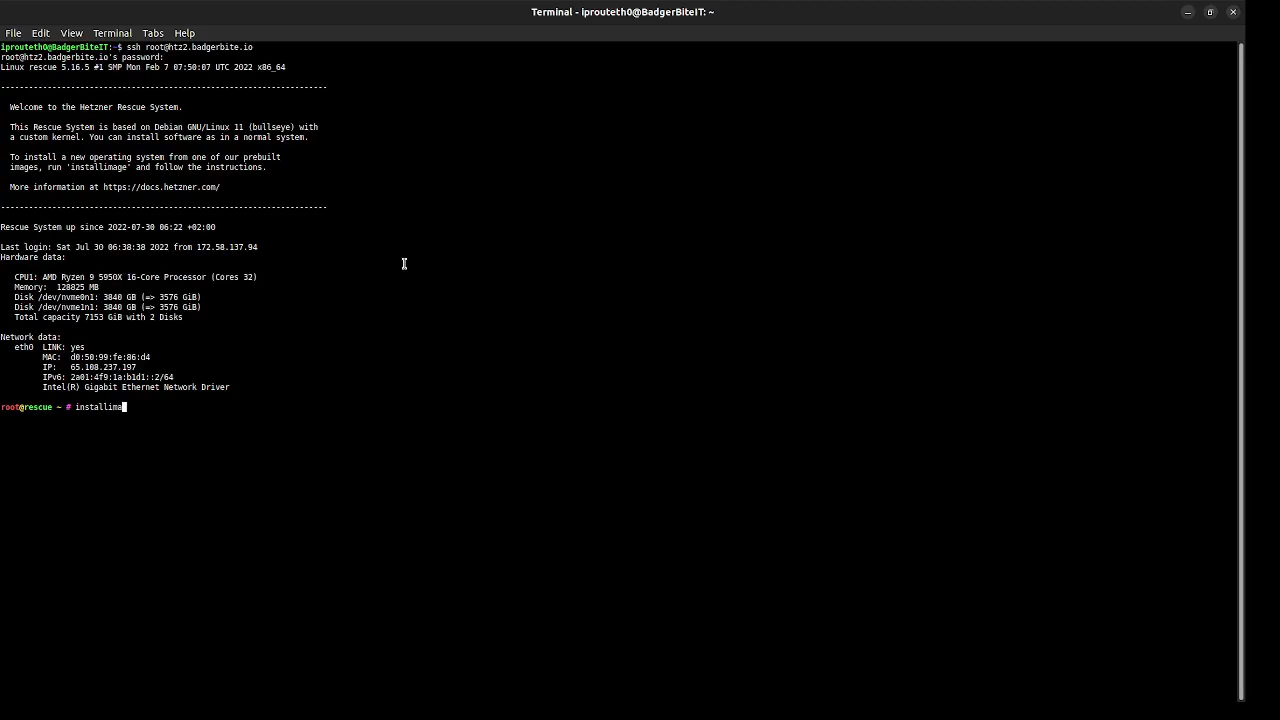 Terminal - iprouteth0@BadgerBiteIT: ~
File Edit View Terminal Tabs Help
iprouteth0@BadgerBiteIT:~$ ssh root@htz2.badgerbite.io
root@htz2.badgerbite.io's password:
Linux rescue 5.16.5 #1 SMP Mon Feb 7 07:50:07 UTC 2022 x86_64
----------------------------------------------------------------------
Welcome to the Hetzner Rescue System.
This Rescue System is based on Debian GNU/Linux 11 (bullseye) with
a custom kernel. You can install software as in a normal system.
To install a new operating system from one of our prebuilt
images, run 'installimage' and follow the instructions.
More information at https://docs.hetzner.com/
----------------------------------------------------------------------
Rescue System up since 2022-07-30 06:22 +02:00
Last login: Sat Jul 30 06:38:38 2022 from 172.58.137.94
Hardware data:
CPU1: AMD Ryzen 9 5950X 16-Core Processor (Cores 32)
Memory:  128825 MB
Disk /dev/nvme0n1: 3840 GB (=> 3576 GiB)
Disk /dev/nvme1n1: 3840 GB (=> 3576 GiB)
Total capacity 7153 GiB with 2 Disks
Network data:
eth0  LINK: yes
MAC:  d0:50:99:fe:86:d4
IP:   65.108.237.197
IPv6: 2a01:4f9:1a:b1d1::2/64
Intel(R) Gigabit Ethernet Network Driver
root@rescue ~ # installima